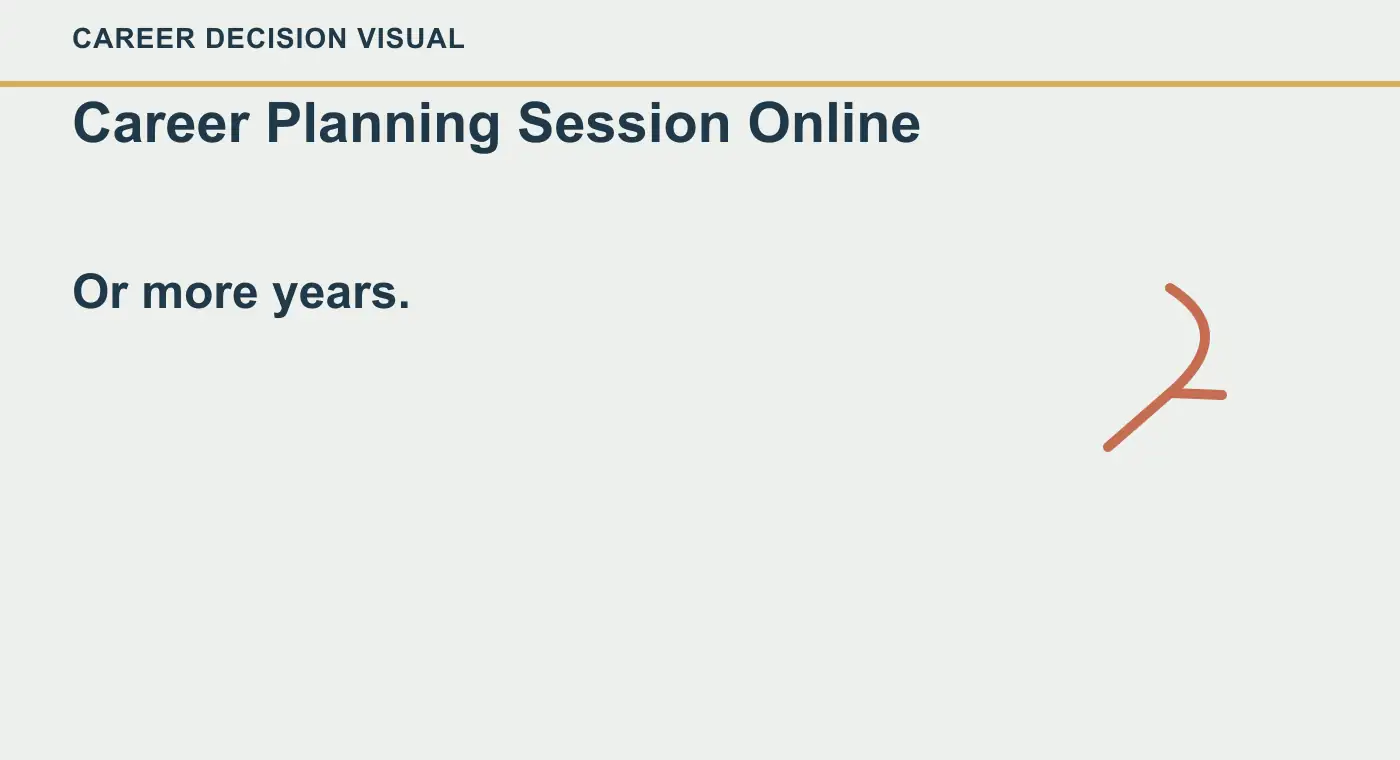 CAREER DECISION VISUAL
Career Planning Session Online
Or more years.